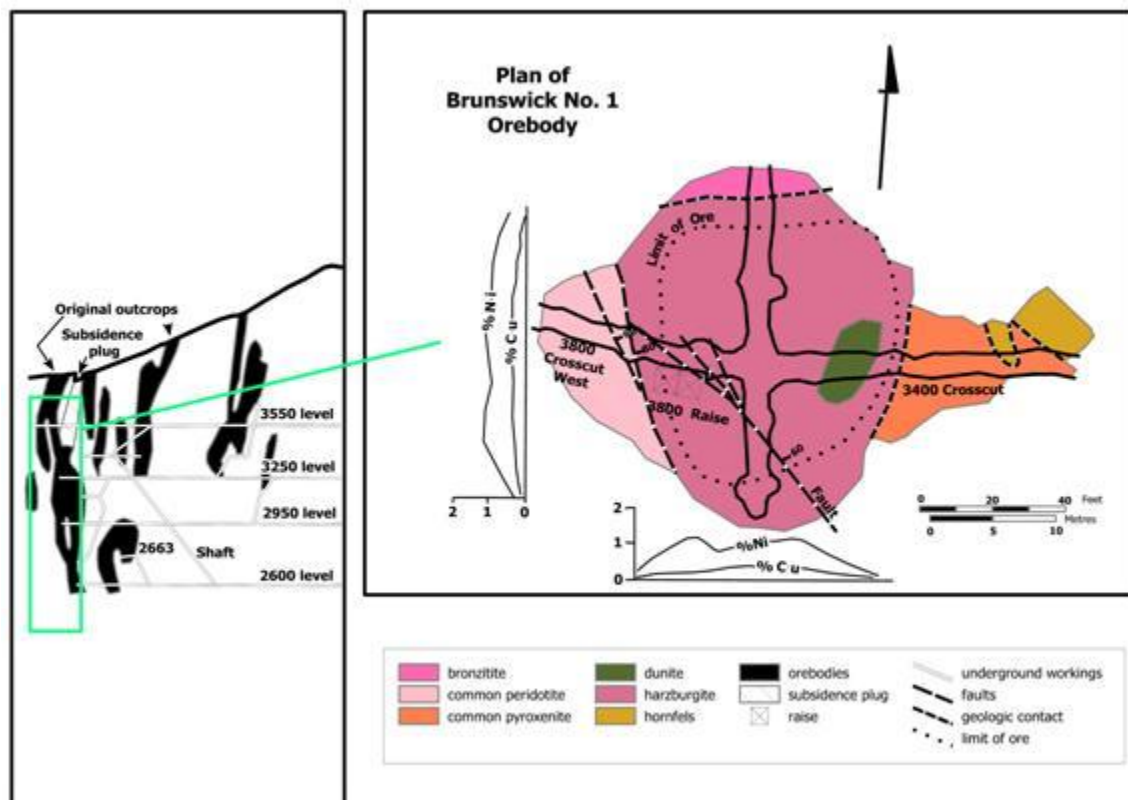 Original outcrops
Subsidence
plug
3550 level
3250 level
2950 level
2663
Shaft
2600 level
Plan of
Brunswick No. 1
Orebody
Limit of Ore
%Ni
%Cu
3800
Crosscut
West
3800 Raise
3400 Crosscut
60
Fault
2 1 0
2
1
0
%Ni
%Cu
0 20 40 Feet
0 5 10 Metres
bronzitite
common peridotite
common pyroxenite
dunite
harzburgite
hornfels
orebodies
subsidence plug
raise
underground workings
faults
geologic contact
limit of ore